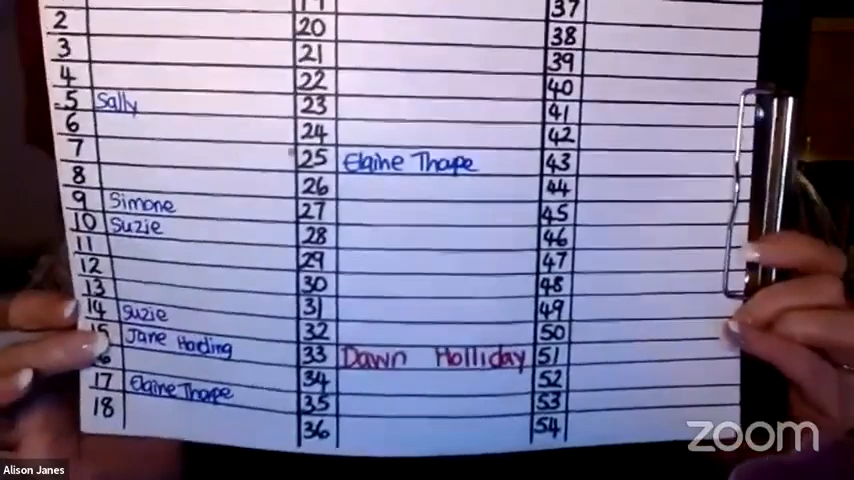 19 37
2 20 38
3 21 39
4 22 40
5 Sally 23 41
6 24 42
7 25 Elaine Thorpe 43
8 26 44
9 Simone 27 45
10 Suzie 28 46
11 29 47
12 30 48
13 31 49
14 Suzie 32 50
15 Jane Harding 33 Dawn Holliday 51
6 34 52
17 Elaine Thorpe 35 53
18 36 54
zoom
Alison Janes